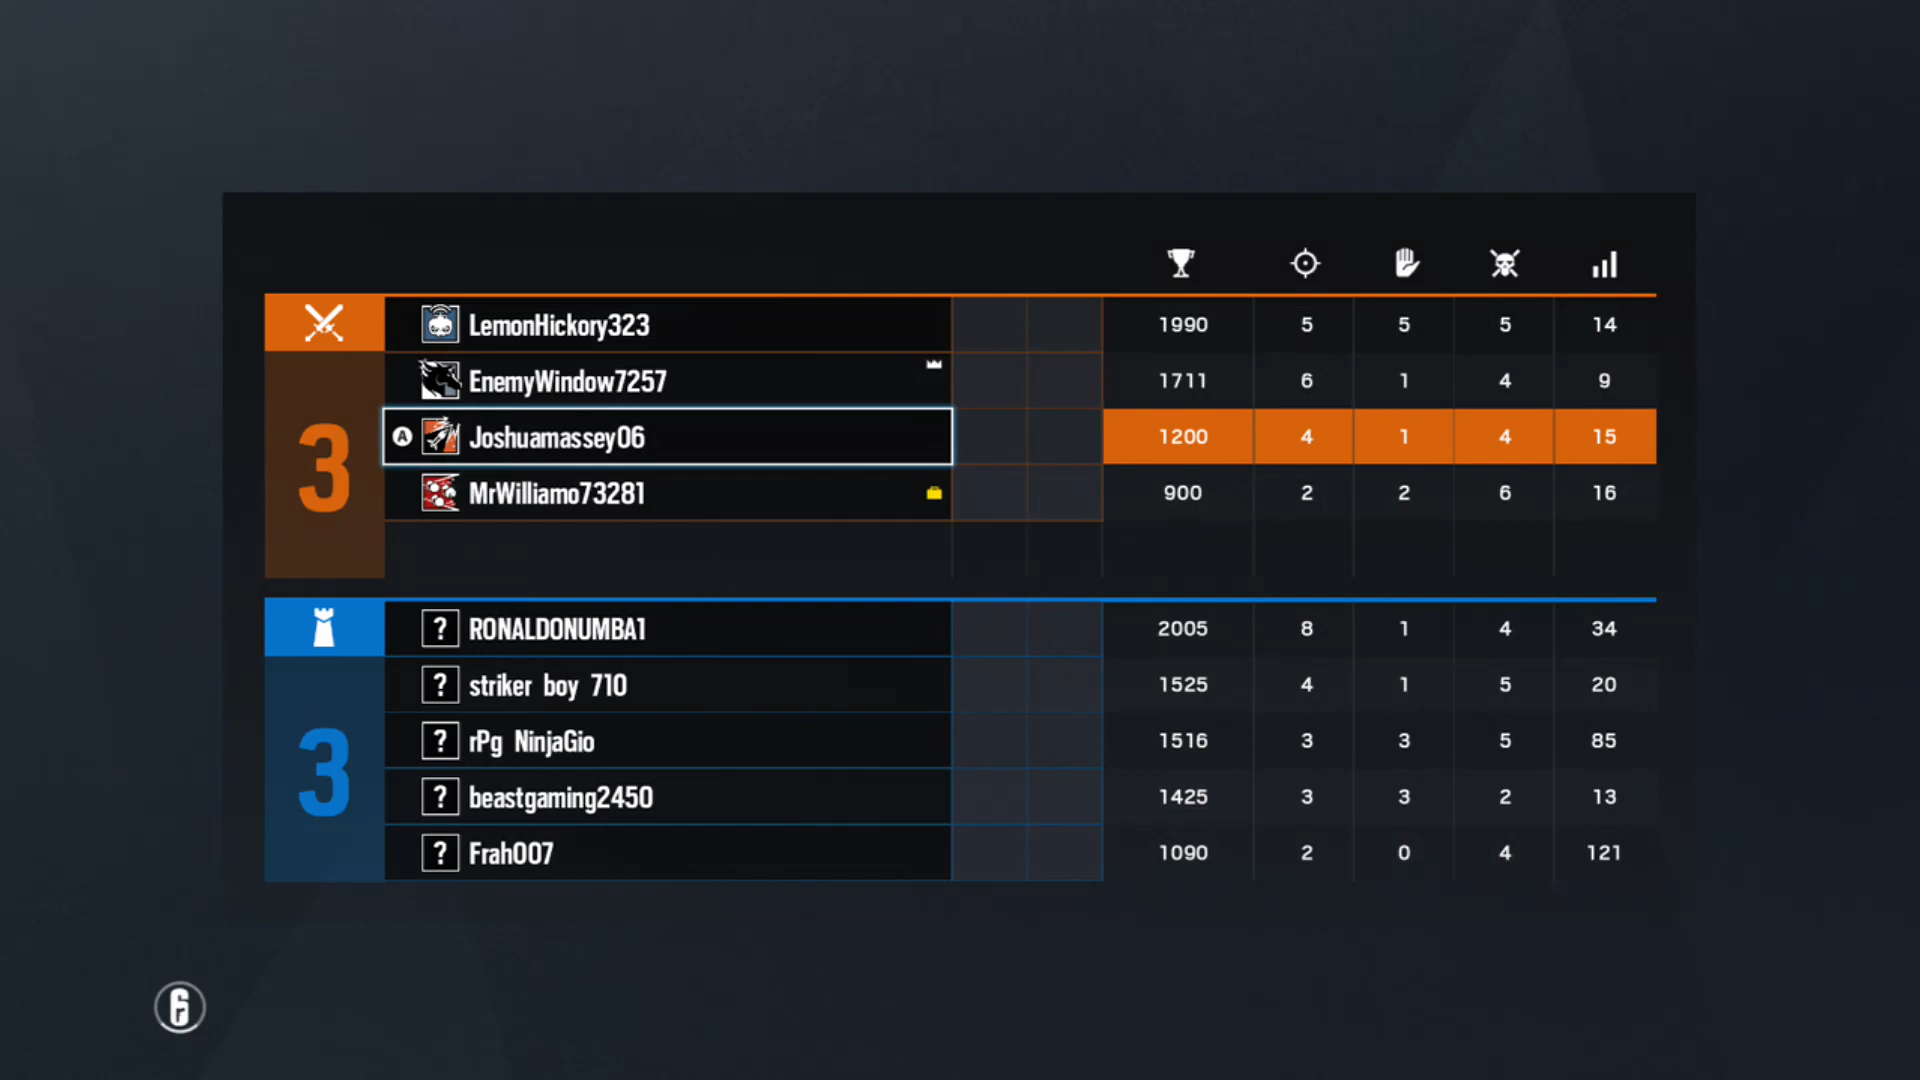 LemonHickory323 1990 5 5 5 14
EnemyWindow7257 1711 6 1 4 9
A Joshuamassey06 1200 4 1 4 15
3
MrWilliamo73281 900 2 2 6 16
? RONALDONUMBA1 2005 8 1 4 34
? striker boy 710 1525 4 1 5 20
? rPg NinjaGio 1516 3 3 5 85
3
? beastgaming2450 1425 3 3 2 13
? Frah007 1090 2 0 4 121
6